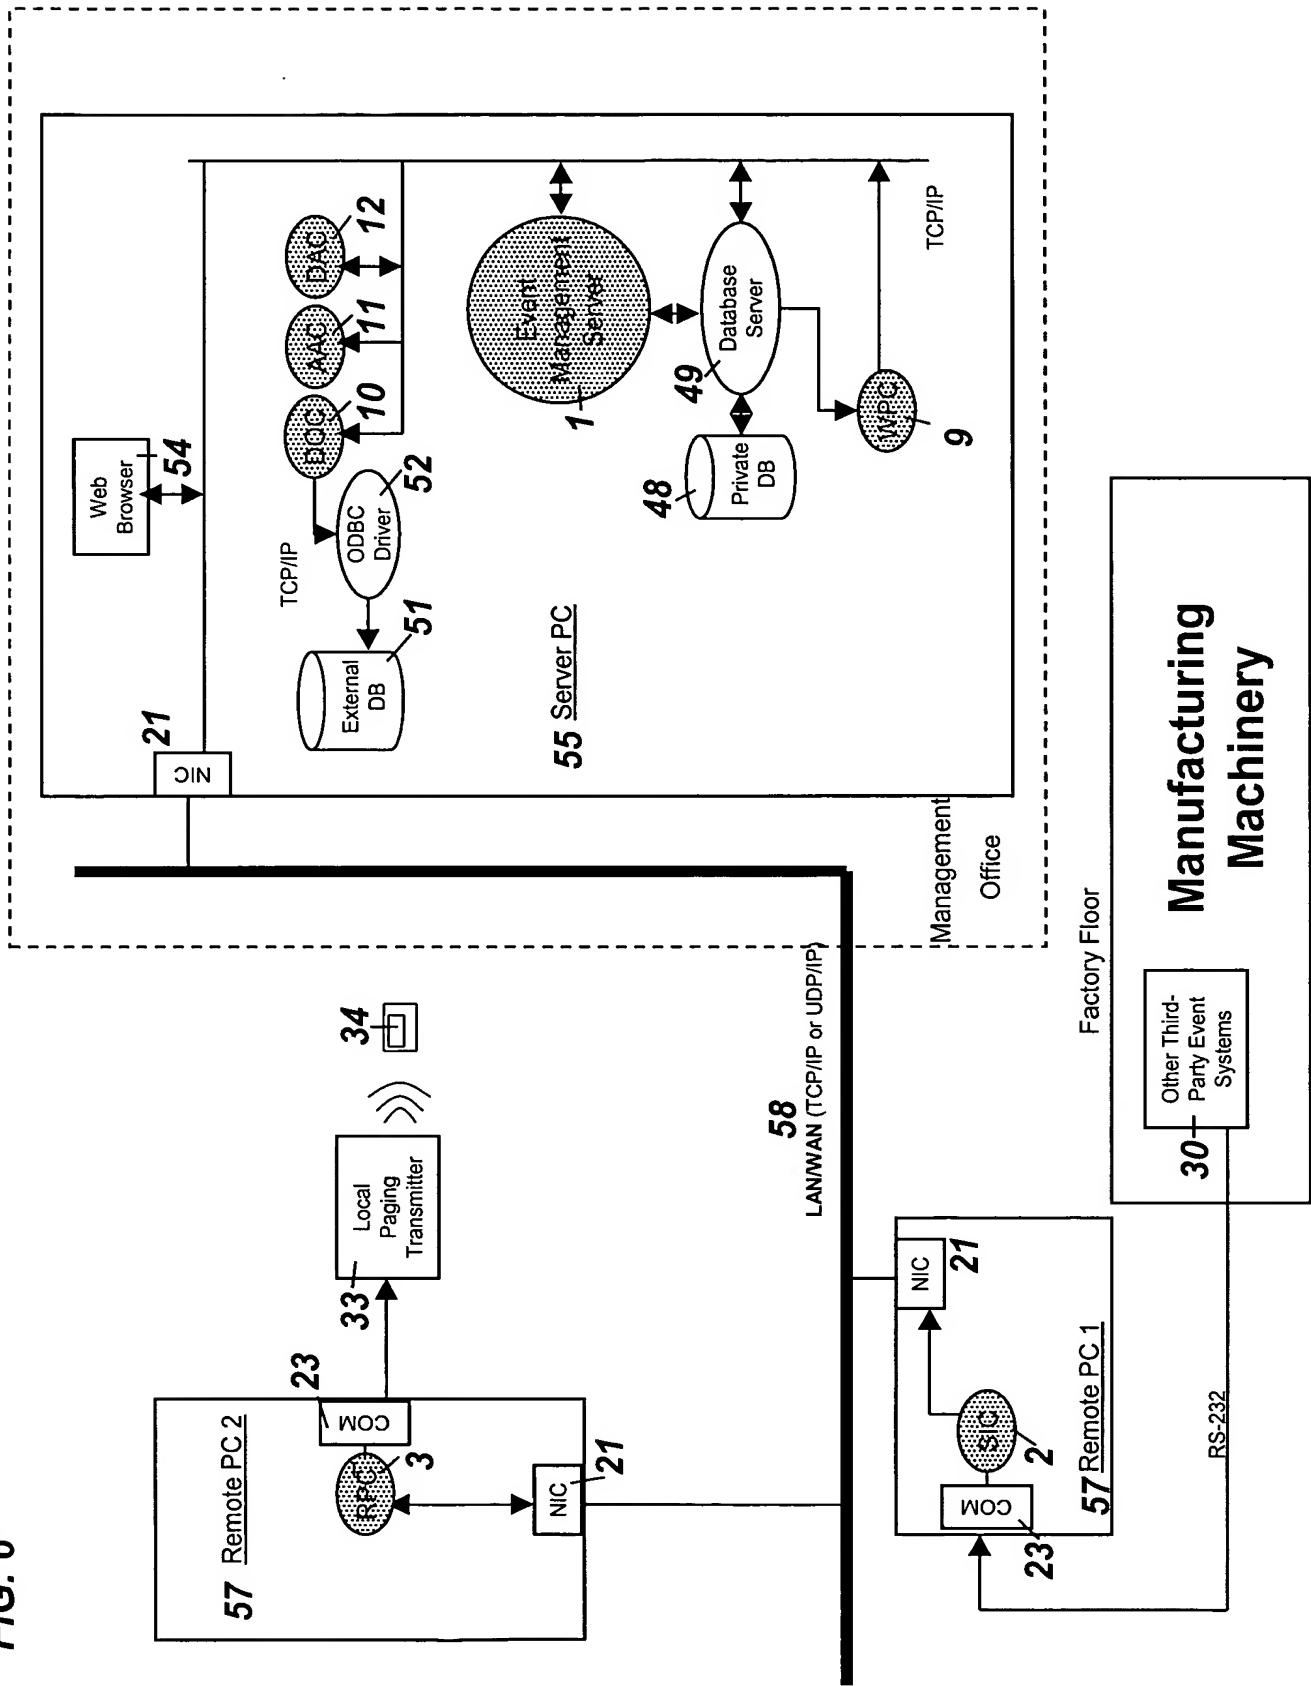 FIG. 6
57 Remote PC 2
RPC
3
COM
23
NIC
21
33
Local
Paging
Transmitter
34
58
LAN/WAN (TCP/IP or UDP/IP)
57 Remote PC 1
COM
23
SIC
2
NIC
21
RS-232
Factory Floor
30
Other Third-
Party Event
Systems
Manufacturing
Machinery
Management
Office
NIC
21
55 Server PC
Web
Browser
54
External
DB
51
TCP/IP
ODBC
Driver
52
DOC
10
AAC
11
DAC
12
Event
Management
Server
1
Database
Server
49
Private
DB
48
WPC
9
TCP/IP